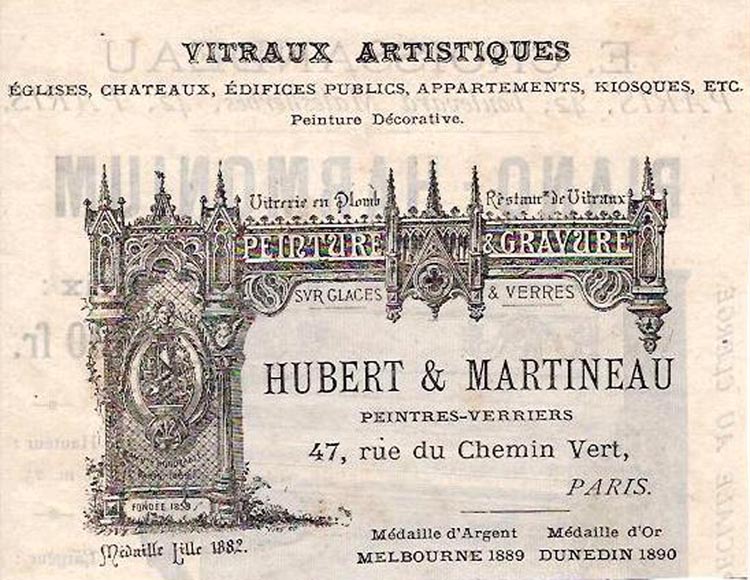 VITRAUX ARTISTIQUES
ÉGLISES, CHATEAUX, ÉDIFICES PUBLICS, APPARTEMENTS, KIOSQUES, ETC.
Peinture Décorative.
Vitrerie en Plomb Restaur^n de Vitraux
PEINTURE & GRAVURE
SVR GLACES & VERRES
HUBERT & MARTINEAU
PEINTRES-VERRIERS
47, rue du Chemin Vert,
PARIS.
FONDÉE 1859
Médaille Lille 1882.
Médaille d'Argent Médaille d'Or
MELBOURNE 1889 DUNEDIN 1890